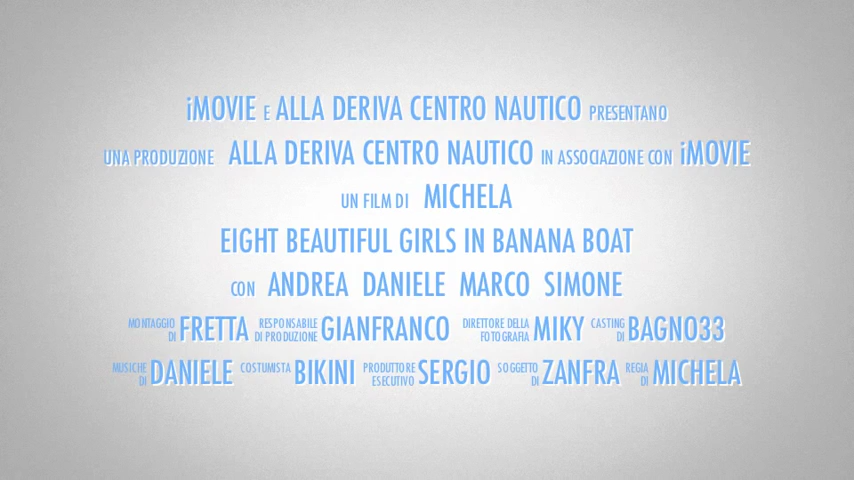 iMOVIE E ALLA DERIVA CENTRO NAUTICO PRESENTANO
UNA PRODUZIONE ALLA DERIVA CENTRO NAUTICO IN ASSOCIAZIONE CON iMOVIE
UN FILM DI MICHELA
EIGHT BEAUTIFUL GIRLS IN BANANA BOAT
CON ANDREA DANIELE MARCO SIMONE
MONTAGGIO DI FRETTA RESPONSABILE DI PRODUZIONE GIANFRANCO DIRETTORE DELLA FOTOGRAFIA MIKY CASTING DI BAGNO33
MUSICHE DI DANIELE COSTUMISTA BIKINI PRODUTTORE ESECUTIVO SERGIO SOGGETTO DI ZANFRA REGIA DI MICHELA